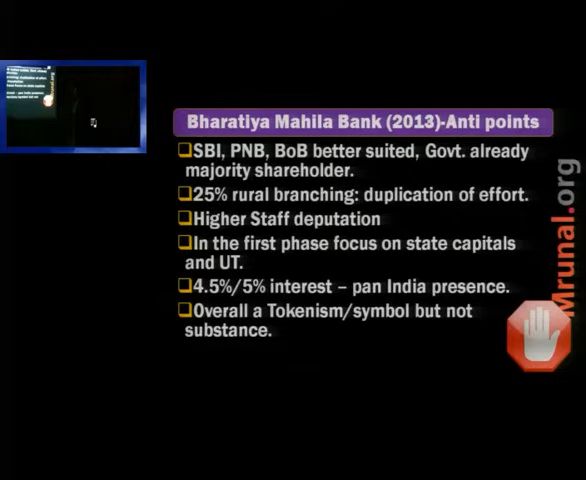 Bharatiya Mahila Bank (2013)-Anti points
SBI, PNB, BoB better suited, Govt. already
majority shareholder.
25% rural branching: duplication of effort.
Higher Staff deputation
In the first phase focus on state capitals
and UT.
4.5%/5% interest – pan India presence.
Overall a Tokenism/symbol but not
substance.
Mrunal.org